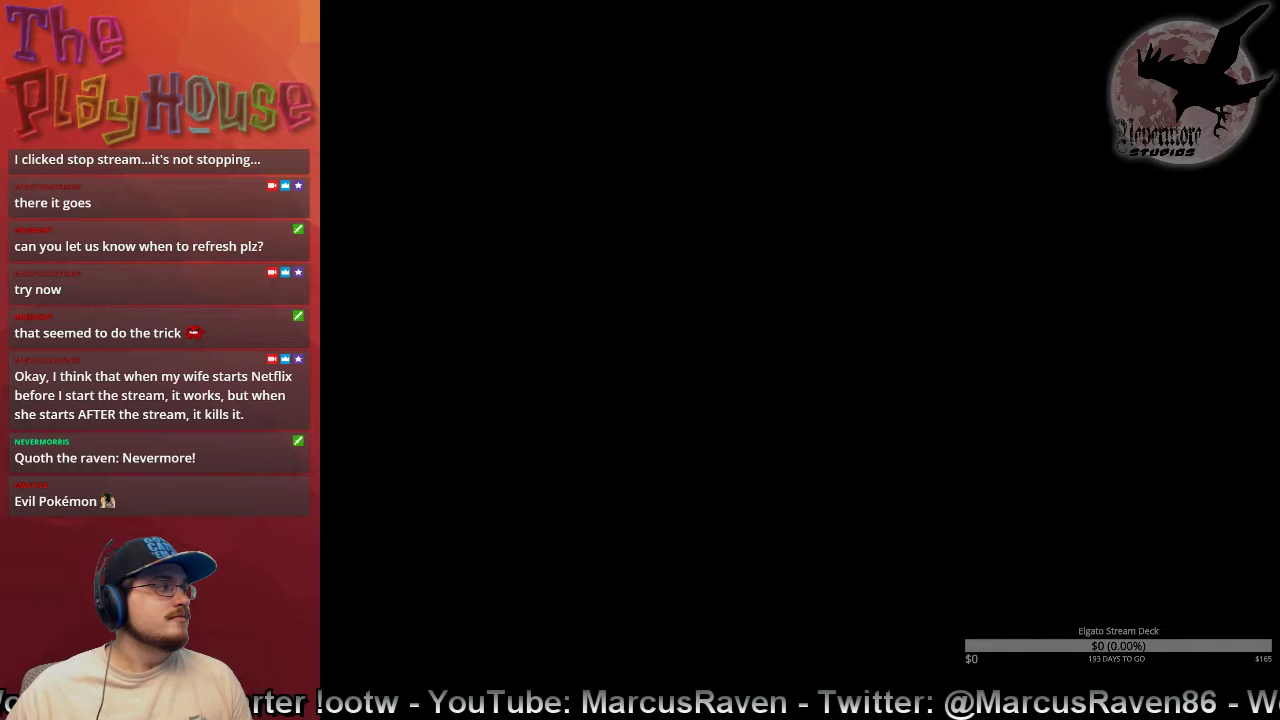 The
PlayHouse
I clicked stop stream...it's not stopping...
there it goes
can you let us know when to refresh plz?
try now
that seemed to do the trick
Okay, I think that when my wife starts Netflix
before I start the stream, it works, but when
she starts AFTER the stream, it kills it.
NEVERMORRIS
Quoth the raven: Nevermore!
Evil Pokémon
GOTTA
CATCH
'EM
Nevermore
STUDIOS
Elgato Stream Deck
$0 (0.00%)
$0 193 DAYS TO GO $165
arter !ootw - YouTube: MarcusRaven - Twitter: @MarcusRaven86 -